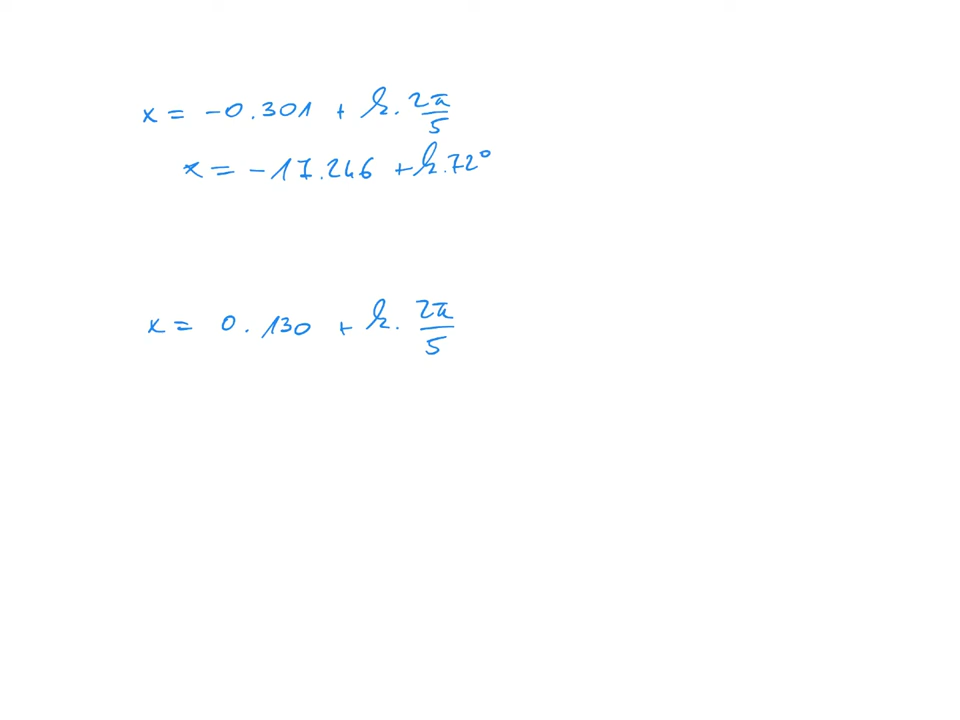 x = -0.301 + k. 2π/5
x = -17.246 + k.72°
x = 0.130 + k. 2π/5